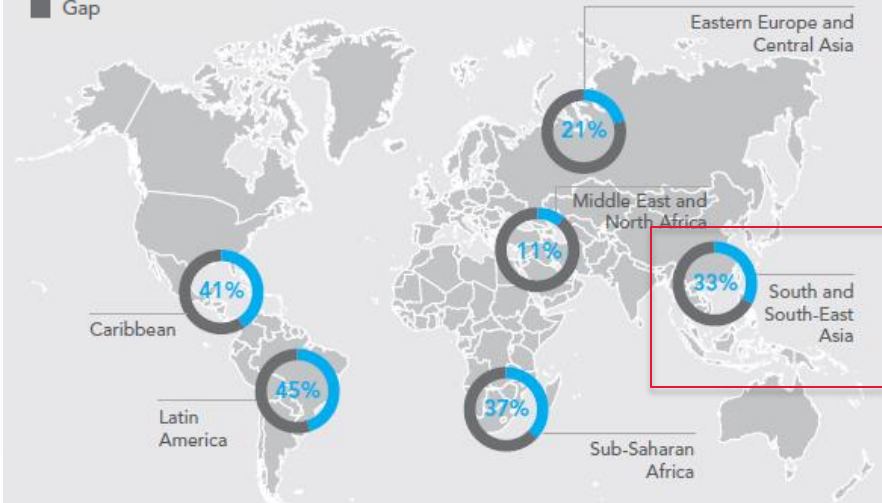 Gap
Eastern Europe and
Central Asia
21%
Middle East and
North Africa
11%
33%
South and
South-East
Asia
41%
Caribbean
45%
Latin
America
37%
Sub-Saharan
Africa